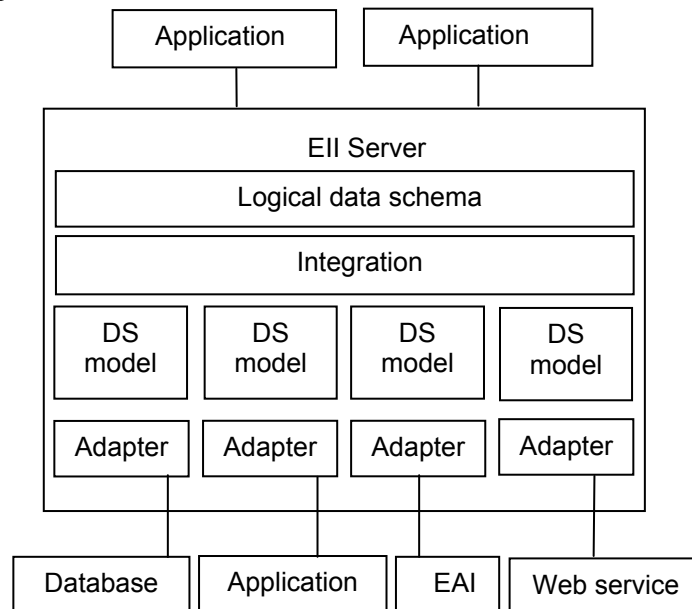 Application
Application
EII Server
Logical data schema
Integration
DS
model
DS
model
DS
model
DS
model
Adapter
Adapter
Adapter
Adapter
Database
Application
EAI
Web service